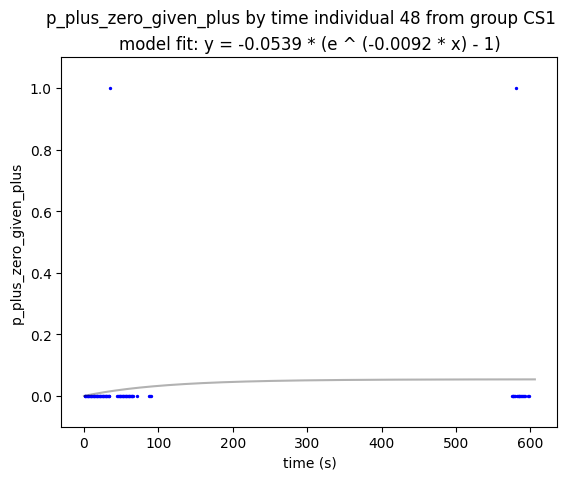 p_plus_zero_given_plus by time individual 48 from group CS1
model fit: y = -0.0539 * (e ^ (-0.0092 * x) - 1)
1.0
0.8
0.6
0.4
0.2
0.0
p_plus_zero_given_plus
0 100 200 300 400 500 600
time (s)